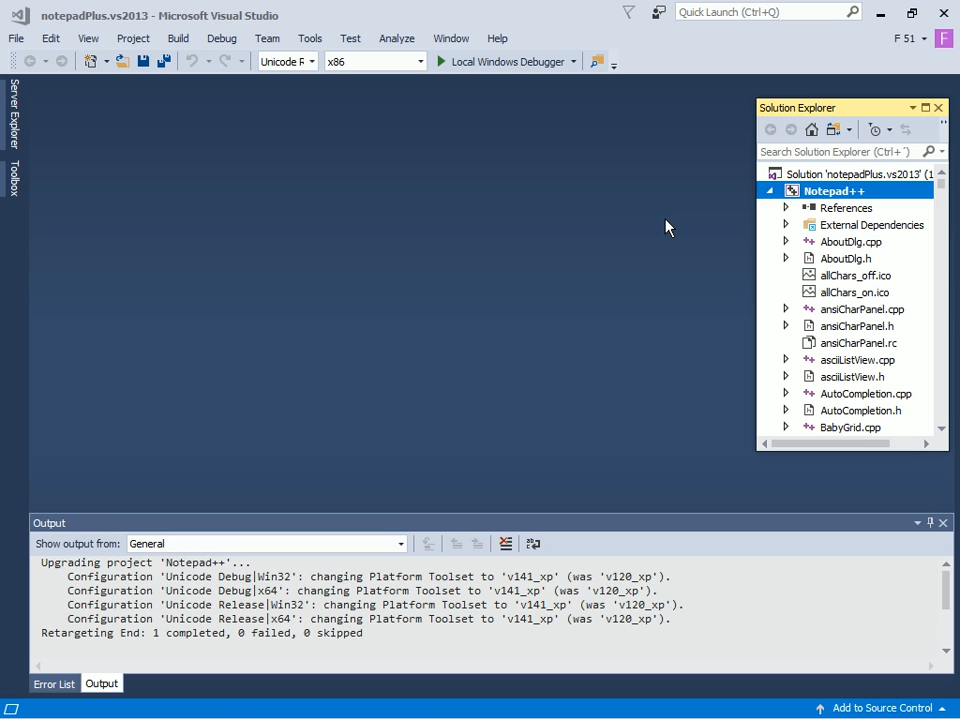 notepadPlus.vs2013 - Microsoft Visual Studio
Quick Launch (Ctrl+Q)
File Edit View Project Build Debug Team Tools Test Analyze Window Help
F 51 F
Unicode R x86 Local Windows Debugger
Server Explorer
Toolbox
Solution Explorer
Search Solution Explorer (Ctrl+´)
Solution 'notepadPlus.vs2013' (1
Notepad++
References
External Dependencies
AboutDlg.cpp
AboutDlg.h
allChars_off.ico
allChars_on.ico
ansiCharPanel.cpp
ansiCharPanel.h
ansiCharPanel.rc
asciiListView.cpp
asciiListView.h
AutoCompletion.cpp
AutoCompletion.h
BabyGrid.cpp
Output
Show output from: General
Upgrading project 'Notepad++'...
Configuration 'Unicode Debug|Win32': changing Platform Toolset to 'v141_xp' (was 'v120_xp').
Configuration 'Unicode Debug|x64': changing Platform Toolset to 'v141_xp' (was 'v120_xp').
Configuration 'Unicode Release|Win32': changing Platform Toolset to 'v141_xp' (was 'v120_xp').
Configuration 'Unicode Release|x64': changing Platform Toolset to 'v141_xp' (was 'v120_xp').
Retargeting End: 1 completed, 0 failed, 0 skipped
Error List Output
Add to Source Control